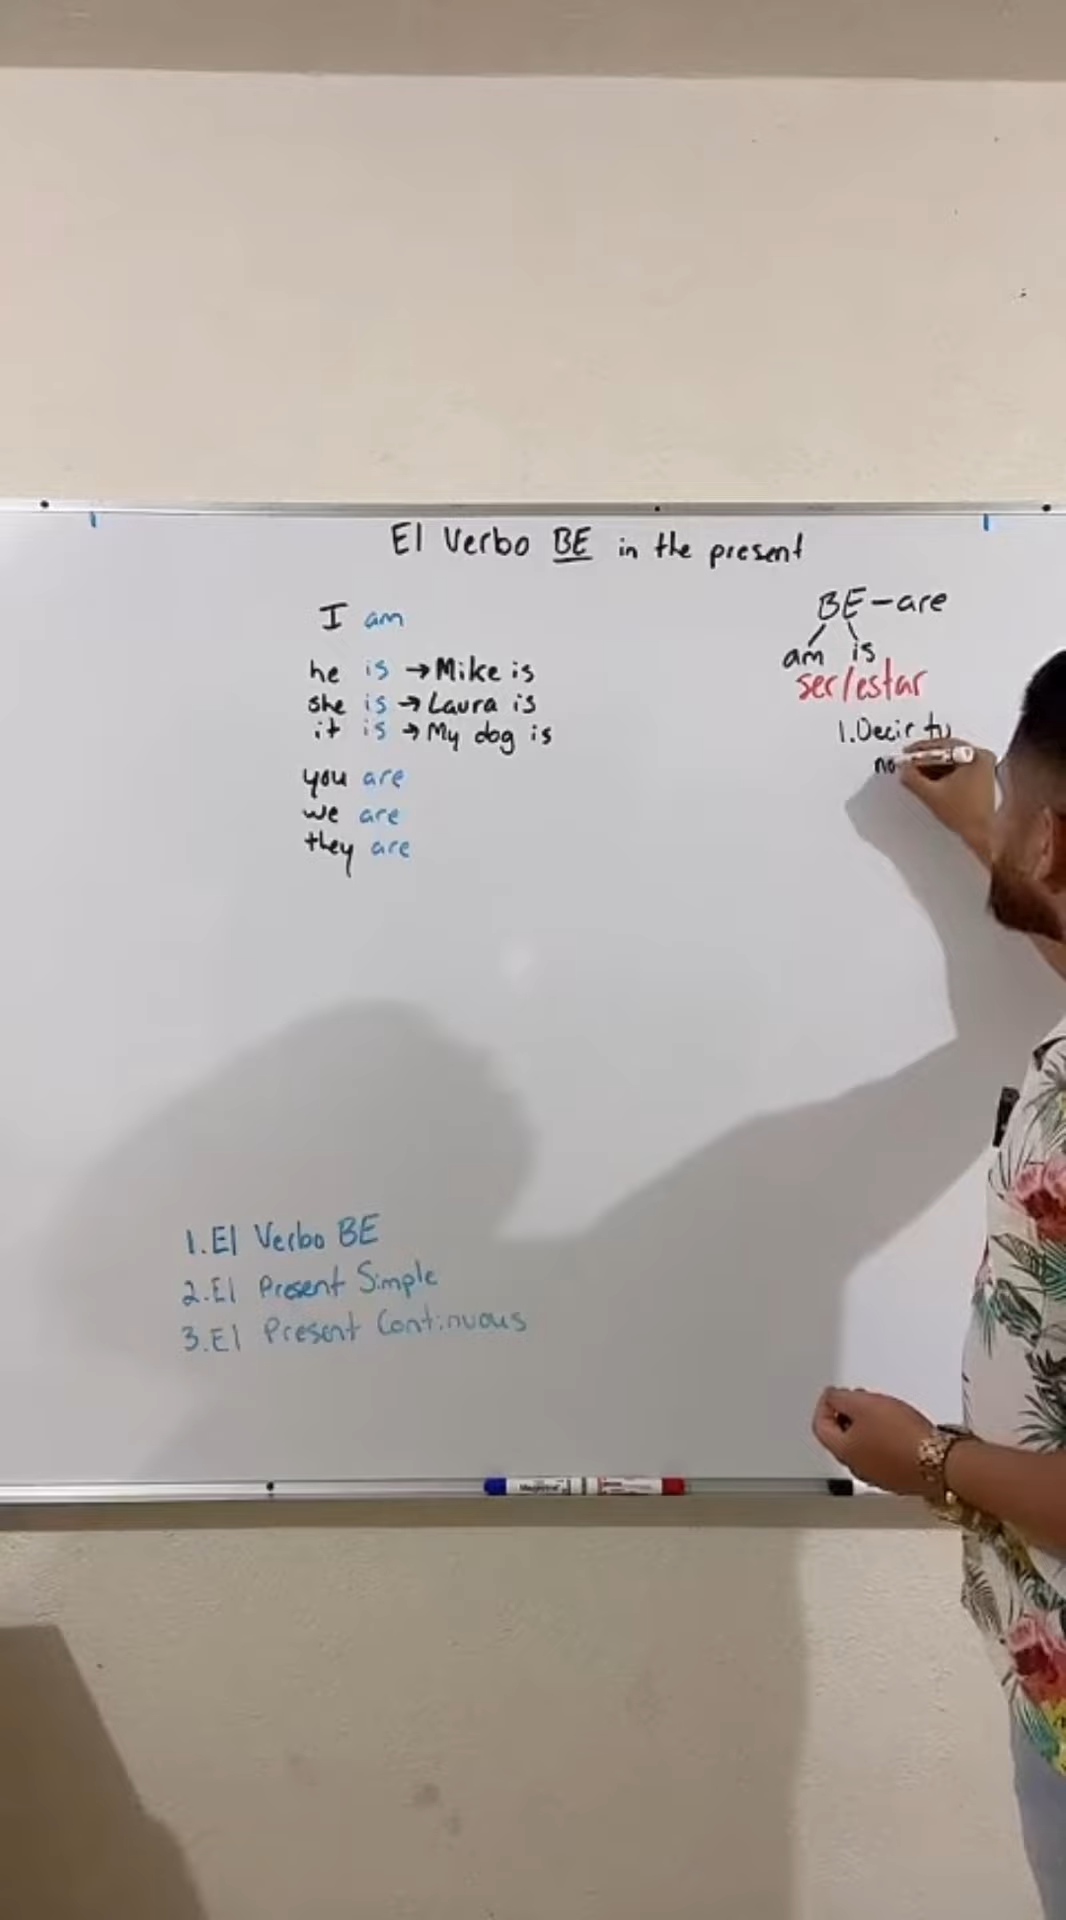 El Verbo BE in the present
I am
he is → Mike is
she is → Laura is
it is → My dog is
you are
we are
they are
BE — are
am is
ser/estar
1. Decir tu
no
1. El Verbo BE
2. El Present Simple
3. El Present Continuous